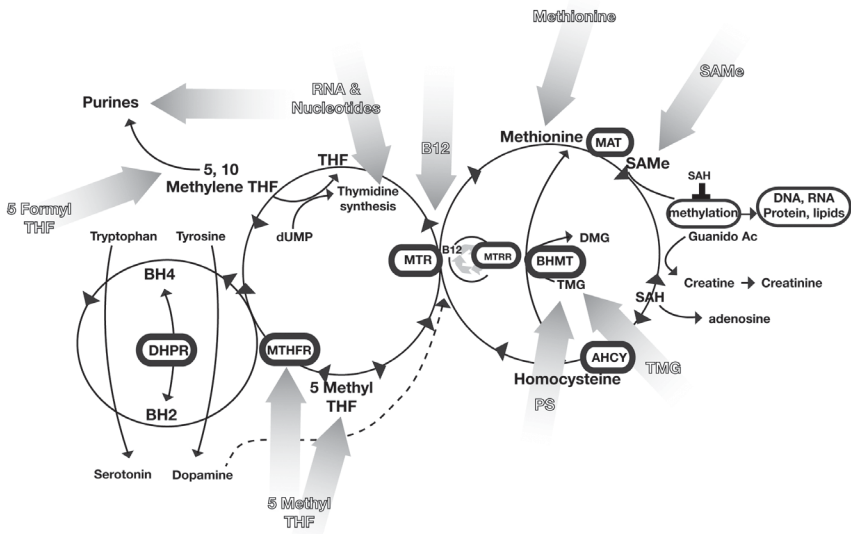 Methionine
SAMe
RNA &
Nucleotides
Purines
B12
Methionine
MAT
SAMe
THF
5, 10
Methylene THF
Thymidine
synthesis
SAH
methylation
DNA, RNA
Protein, lipids
5 Formyl
THF
Tryptophan
Tyrosine
dUMP
MTR
B12
MTRR
BHMT
DMG
TMG
Guanido Ac
Creatine
Creatinine
BH4
SAH
adenosine
DHPR
MTHFR
AHCY
TMG
5 Methyl
THF
Homocysteine
PS
BH2
Serotonin
Dopamine
5 Methyl
THF